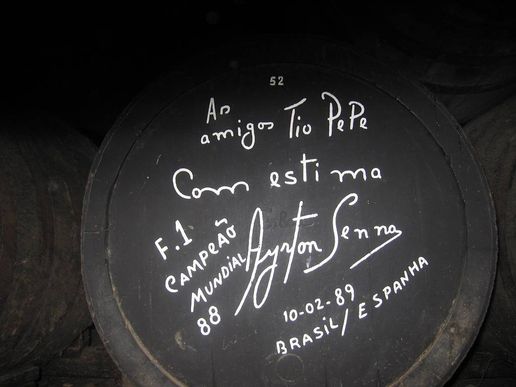 52
Ao
amigos Tio PePe
Com estima
F.1
CAMPEÃO
MUNDIAL
88
Ayrton Senna
10-02-89
BRASIL/ESPANHA